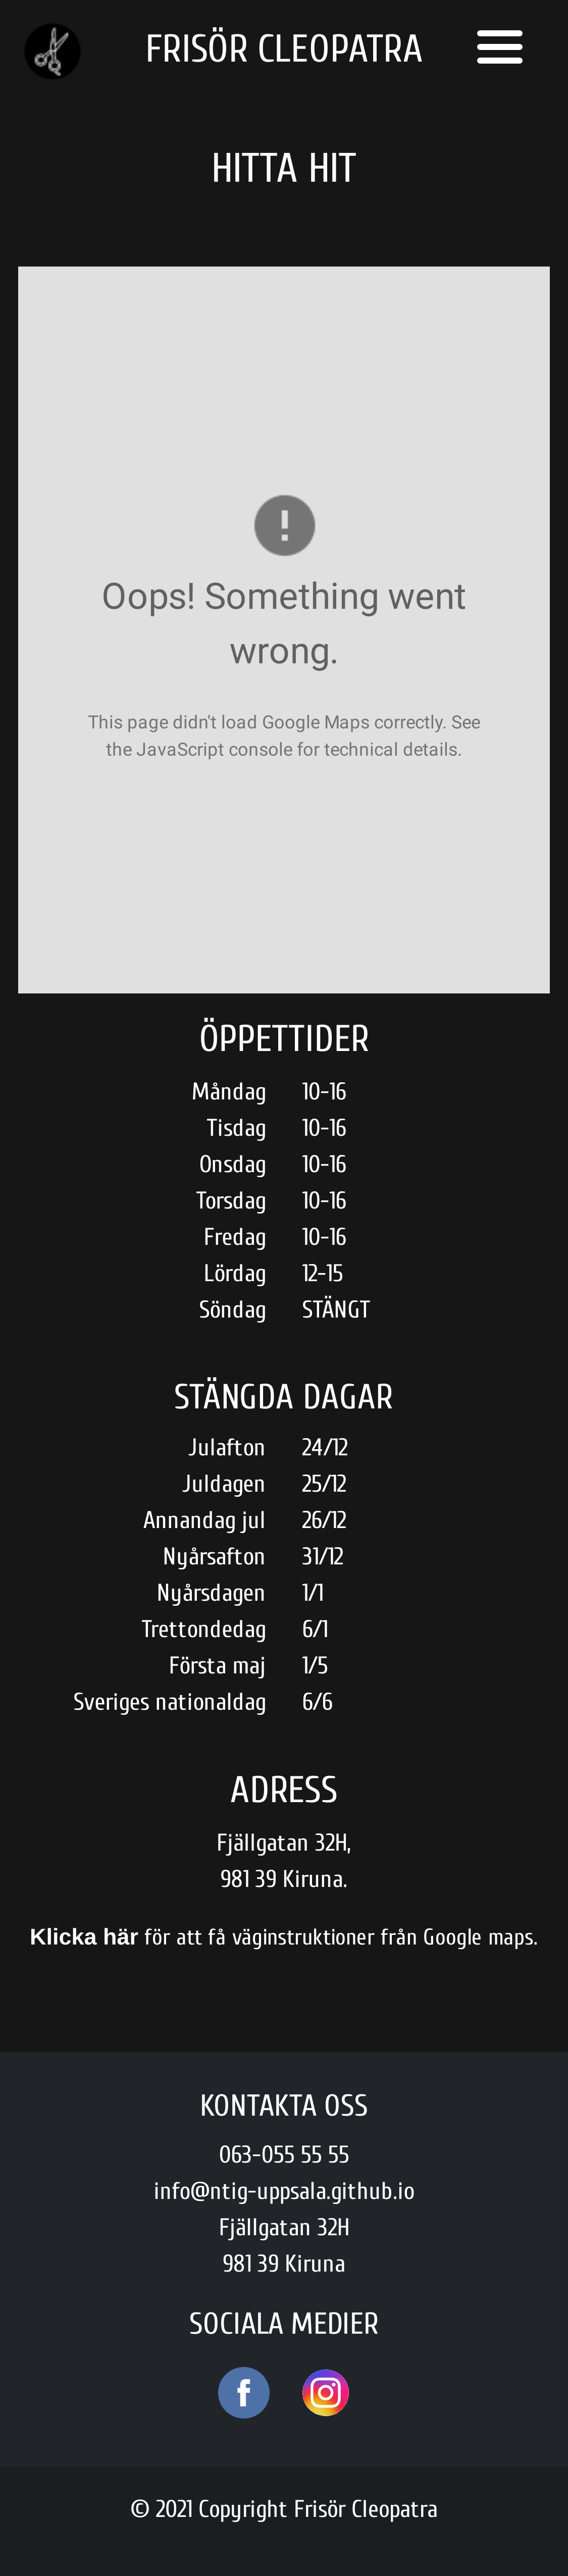 FRISÖR CLEOPATRA
HITTA HIT
Oops! Something went
wrong.
This page didn't load Google Maps correctly. See
the JavaScript console for technical details.
ÖPPETTIDER
Måndag 10-16
Tisdag 10-16
Onsdag 10-16
Torsdag 10-16
Fredag 10-16
Lördag 12-15
Söndag STÄNGT
STÄNGDA DAGAR
Julafton 24/12
Juldagen 25/12
Annandag jul 26/12
Nyårsafton 31/12
Nyårsdagen 1/1
Trettondedag 6/1
Första maj 1/5
Sveriges nationaldag 6/6
ADRESS
Fjällgatan 32H,
981 39 Kiruna.
Klicka här för att få väginstruktioner från Google maps.
KONTAKTA OSS
063-055 55 55
info@ntig-uppsala.github.io
Fjällgatan 32H
981 39 Kiruna
SOCIALA MEDIER
© 2021 Copyright Frisör Cleopatra